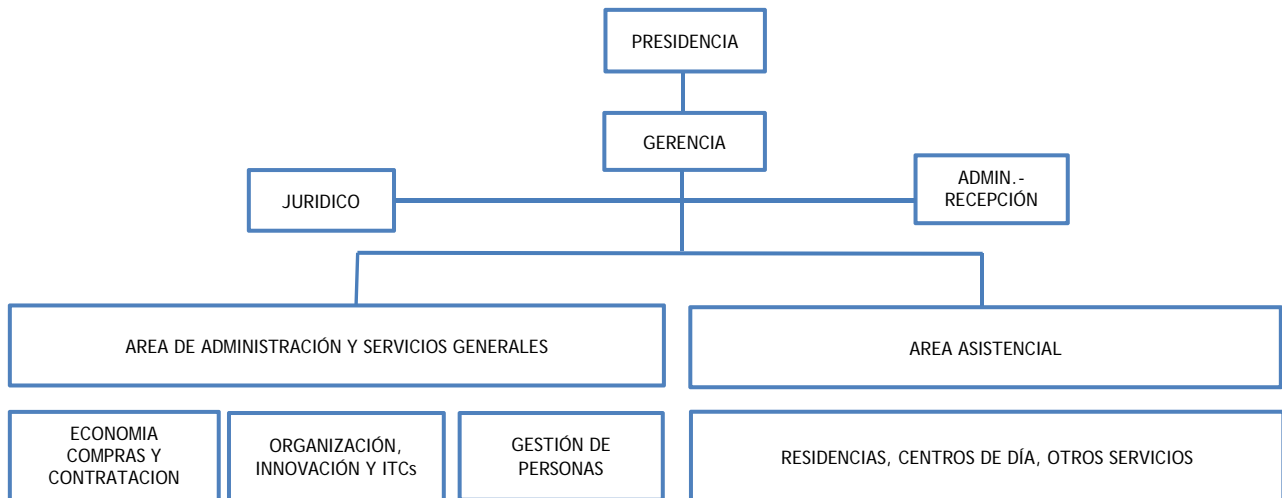 PRESIDENCIA
GERENCIA
JURIDICO
ADMIN.-
RECEPCIÓN
AREA DE ADMINISTRACIÓN Y SERVICIOS GENERALES
AREA ASISTENCIAL
ECONOMIA
COMPRAS Y
CONTRATACION
ORGANIZACIÓN,
INNOVACIÓN Y ITCs
GESTIÓN DE
PERSONAS
RESIDENCIAS, CENTROS DE DÍA, OTROS SERVICIOS